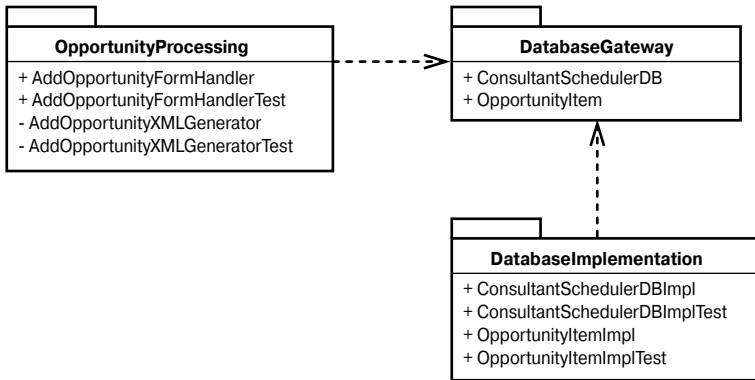 OpportunityProcessing
+ AddOpportunityFormHandler
+ AddOpportunityFormHandlerTest
- AddOpportunityXMLGenerator
- AddOpportunityXMLGeneratorTest
DatabaseGateway
+ ConsultantSchedulerDB
+ OpportunityItem
DatabaseImplementation
+ ConsultantSchedulerDBImpl
+ ConsultantSchedulerDBImplTest
+ OpportunityItemImpl
+ OpportunityItemImplTest